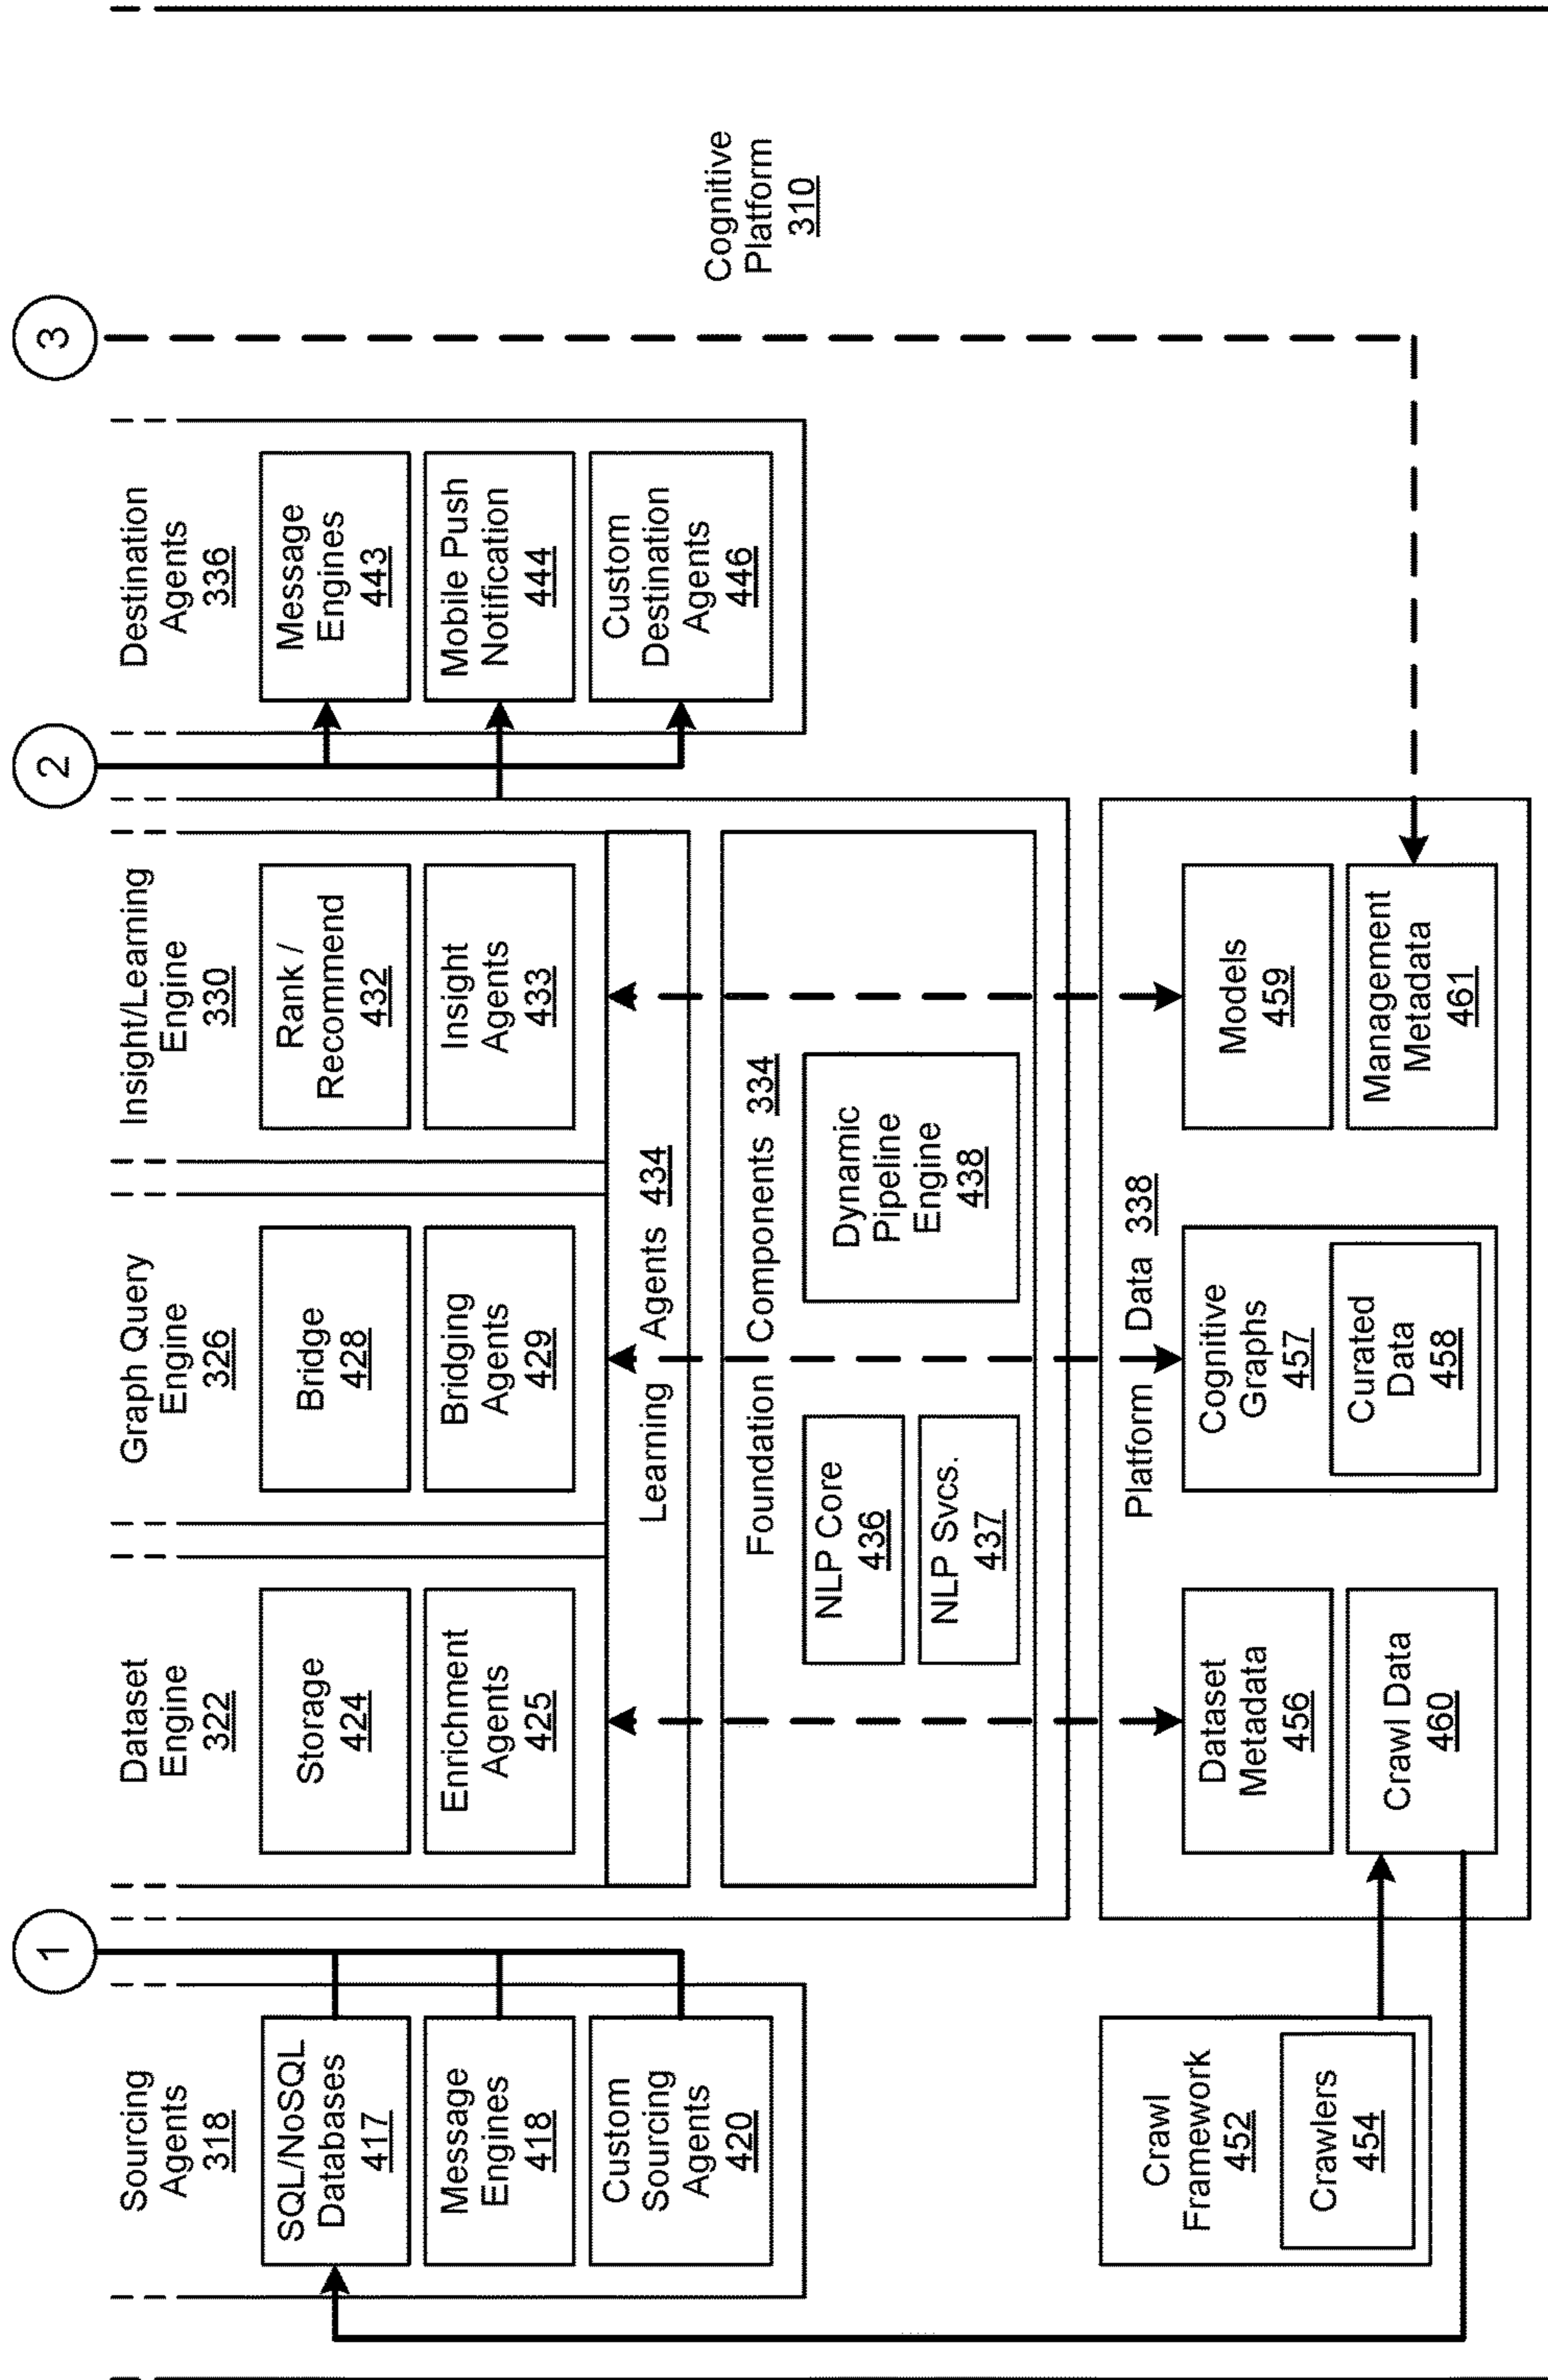 1
2
3
Sourcing
Agents
318
SQL/NoSQL
Databases
417
Message
Engines
418
Custom
Sourcing
Agents
420
Dataset
Engine
322
Storage
424
Enrichment
Agents
425
Graph Query
Engine
326
Bridge
428
Bridging
Agents
429
Insight/Learning
Engine
330
Rank /
Recommend
432
Insight
Agents
433
Destination
Agents
336
Message
Engines
443
Mobile Push
Notification
444
Custom
Destination
Agents
446
Learning Agents 434
Foundation Components 334
NLP Core
436
NLP Svcs.
437
Dynamic
Pipeline
Engine
438
Cognitive
Platform
310
Crawl
Framework
452
Crawlers
454
Platform Data 338
Dataset
Metadata
456
Crawl Data
460
Cognitive
Graphs
457
Curated
Data
458
Models
459
Management
Metadata
461